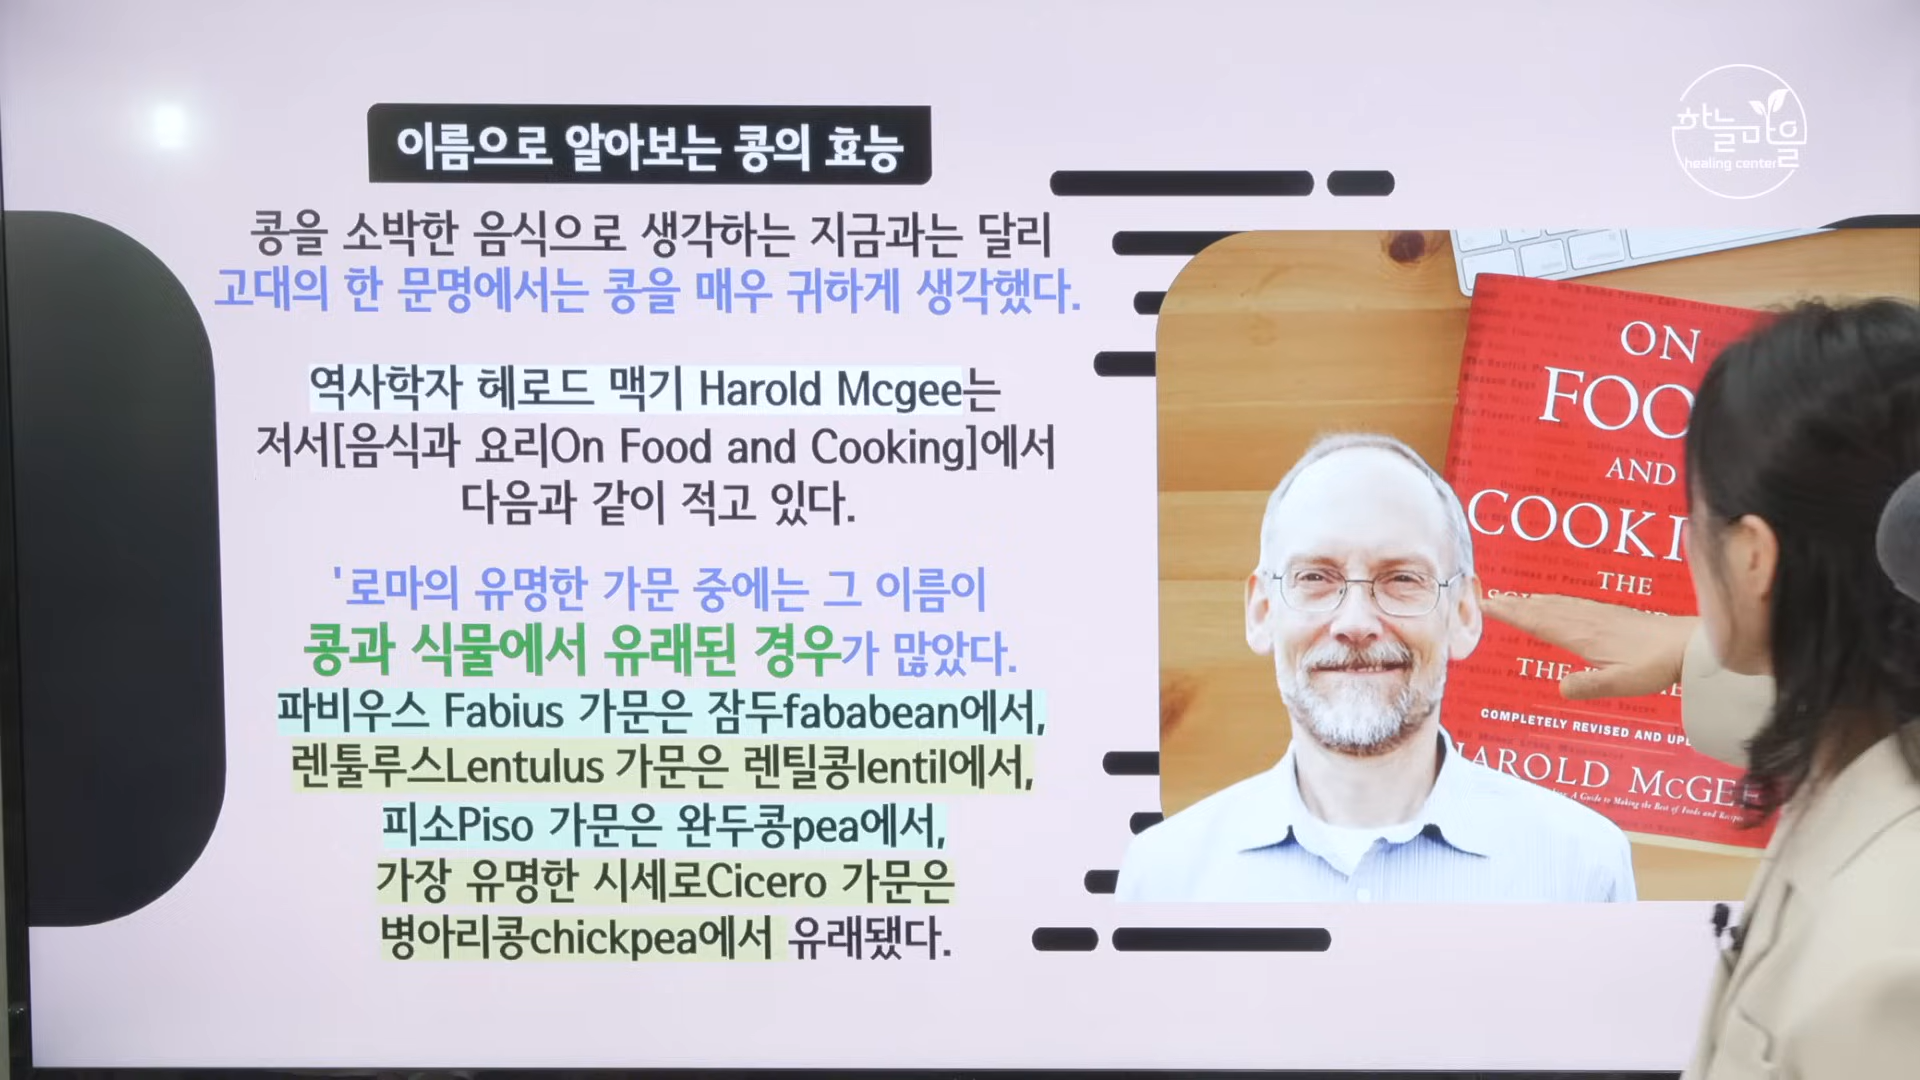 이름으로 알아보는 콩의 효능
콩을 소박한 음식으로 생각하는 지금과는 달리
고대의 한 문명에서는 콩을 매우 귀하게 생각했다.
역사학자 헤로드 맥기 Harold Mcgee는
저서[음식과 요리On Food and Cooking]에서
다음과 같이 적고 있다.
'로마의 유명한 가문 중에는 그 이름이
콩과 식물에서 유래된 경우가 많았다.
파비우스 Fabius 가문은 잠두fababean에서,
렌툴루스Lentulus 가문은 렌틸콩lentil에서,
피소Piso 가문은 완두콩pea에서,
가장 유명한 시세로Cicero 가문은
병아리콩chickpea에서 유래됐다.
하늘마을
healing center
ON
FOO
AND
COOKI
THE
THE
COMPLETELY REVISED AND UP
HAROLD McGEE
A Guide to Making the Best of Foods and Recipes